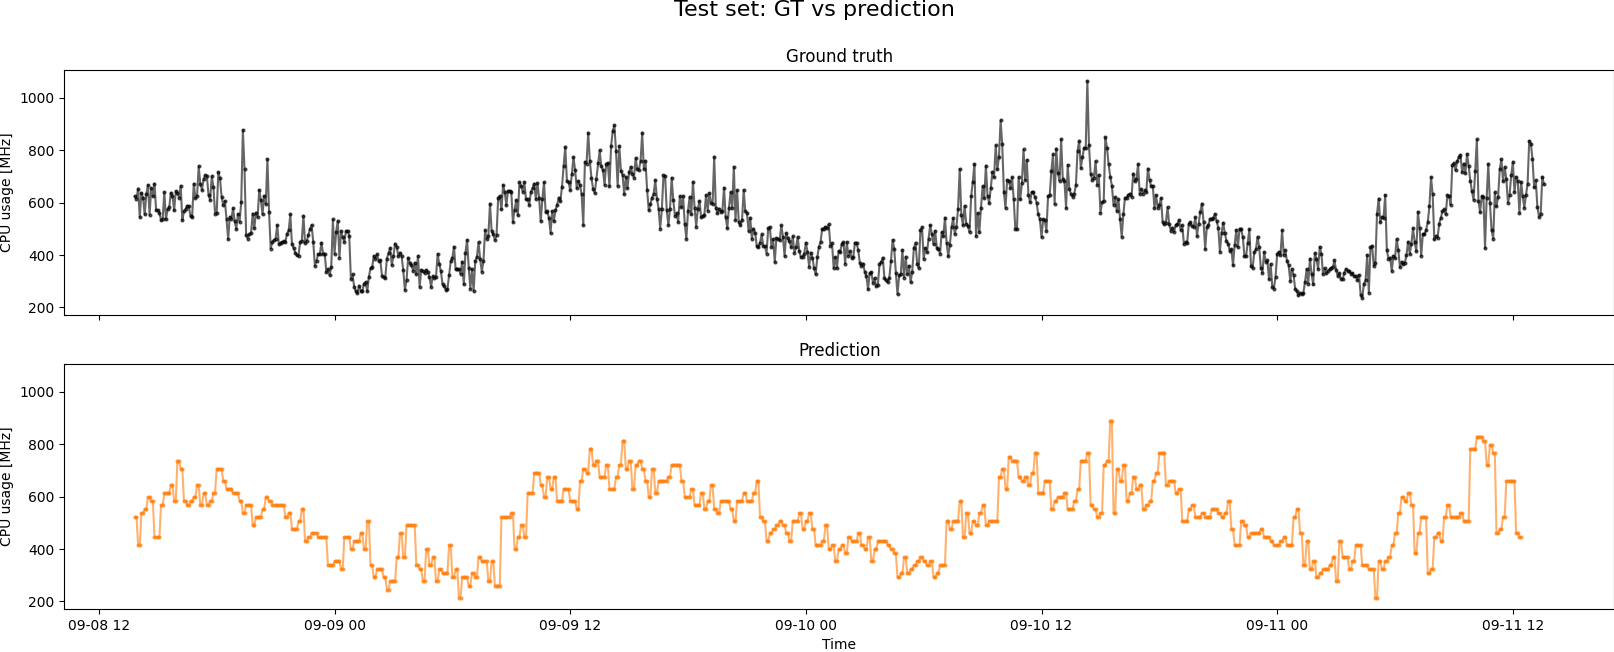 Test set: GT vs prediction
Ground truth
CPU usage [MHz]
1000
800
600
400
200
Prediction
CPU usage [MHz]
1000
800
600
400
200
09-08 12 09-09 00 09-09 12 09-10 00 09-10 12 09-11 00 09-11 12
Time